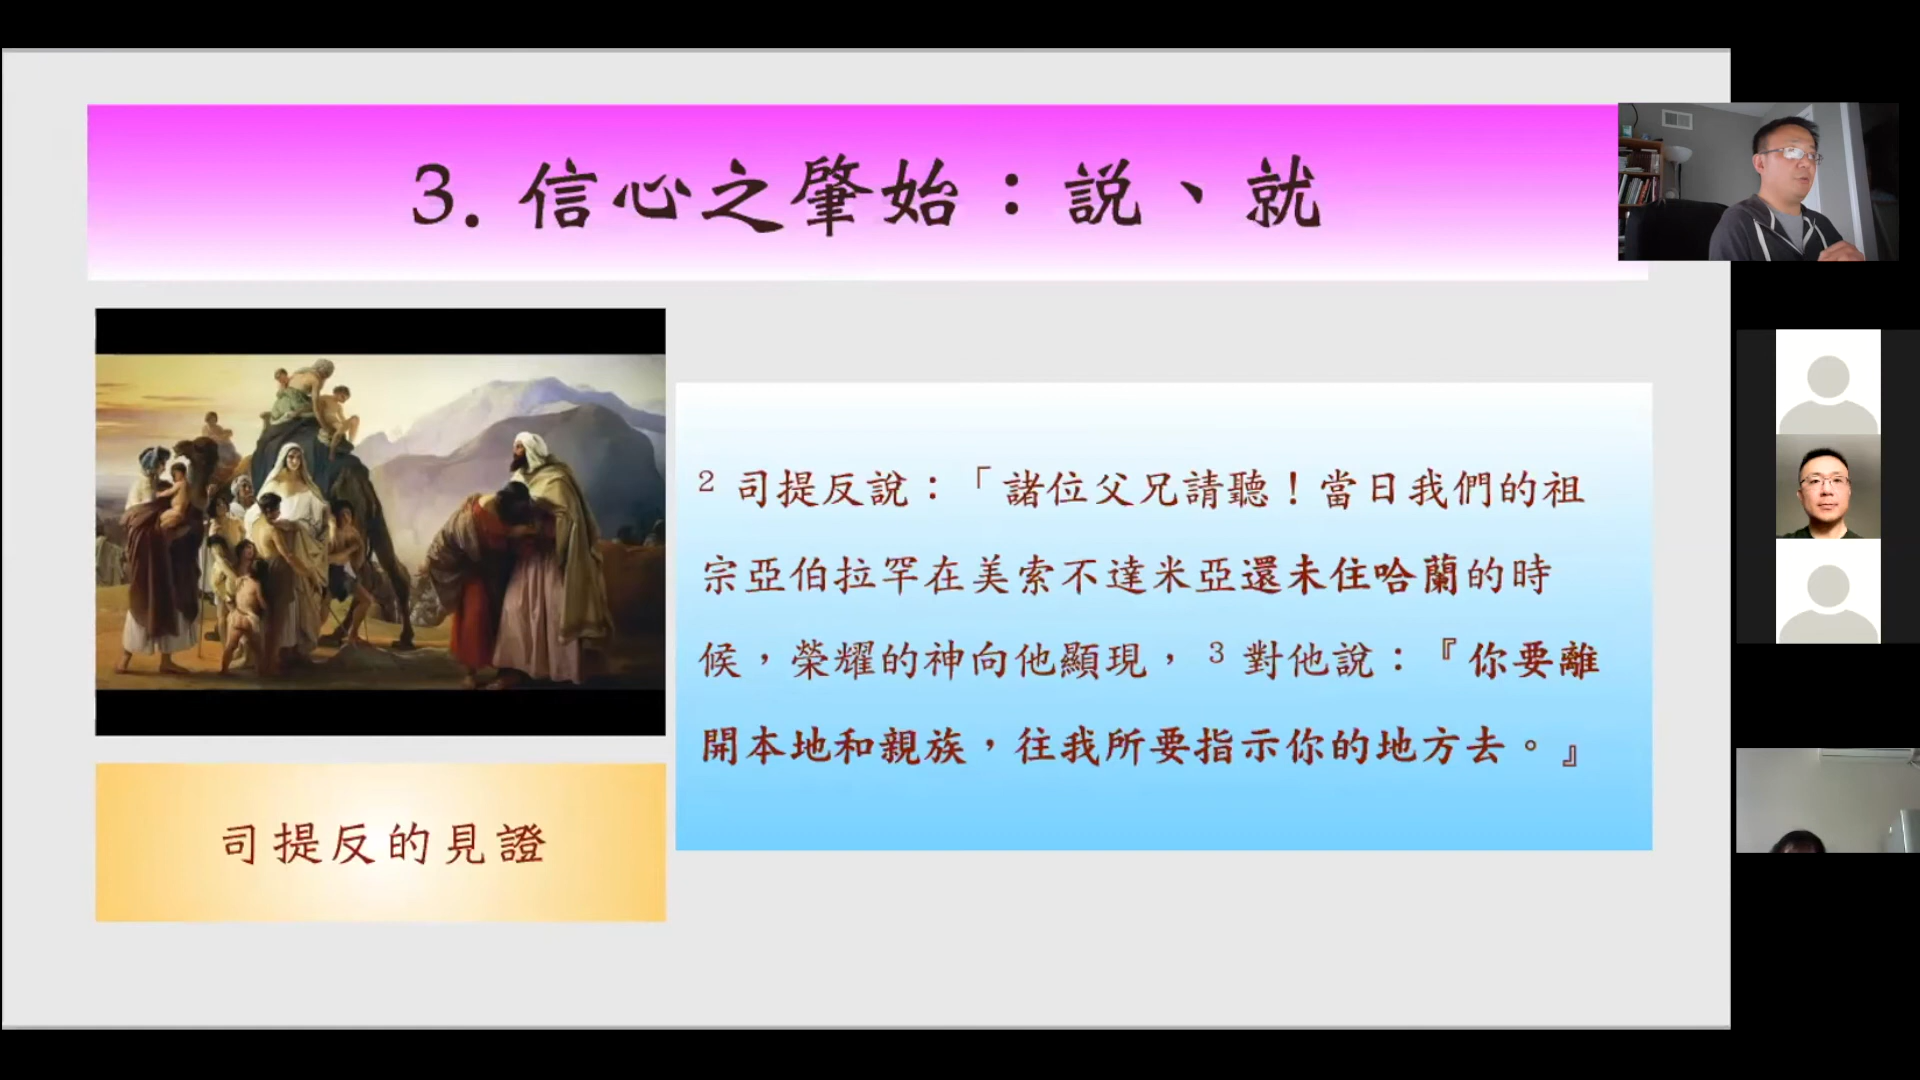 3. 信心之肇始：説、就
² 司提反說：「諸位父兄請聽！當日我們的祖
宗亞伯拉罕在美索不達米亞還未住哈蘭的時
候，榮耀的神向他顯現， ³ 對他說：『你要離
開本地和親族，往我所要指示你的地方去。』
司提反的見證